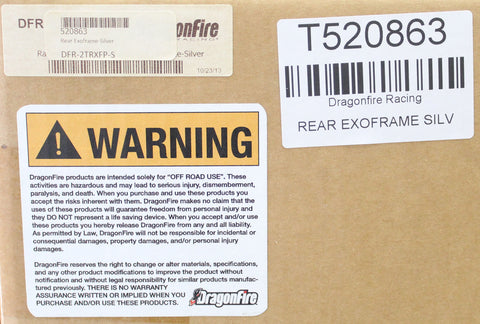 DFR
520863
Rear Exoframe-Silver
DragonFire
RACING
Ra
DFR-2TRXFP-S
e-Silver
10/23/13
T520863
Dragonfire Racing
REAR EXOFRAME SILV
WARNING
DragonFire products are intended solely for "OFF ROAD USE". These
activities are hazardous and may lead to serious injury, dismemberment,
paralysis, and death. When you purchase and use these products you
accept the risks inherent with them. DragonFire makes no claim that the
uses of these products will guarantee freedom from personal injury and
they DO NOT represent a life saving device. When you accept and/or use
these products you hereby release DragonFire from any and all liability.
As permitted by Law, DragonFire will not be responsible for incidental or
consequential damages, property damages, and/or personal injury
damages.
DragonFire reserves the right to change or alter materials, specifications,
and any other product modifications to improve the product without
notification and without legal responsibility for similar products manufac-
tured previously. THERE IS NO WARRANTY
ASSURANCE WRITTEN OR IMPLIED WHEN YOU
PURCHASE AND/OR USE THESE PRODUCTS.
DragonFire